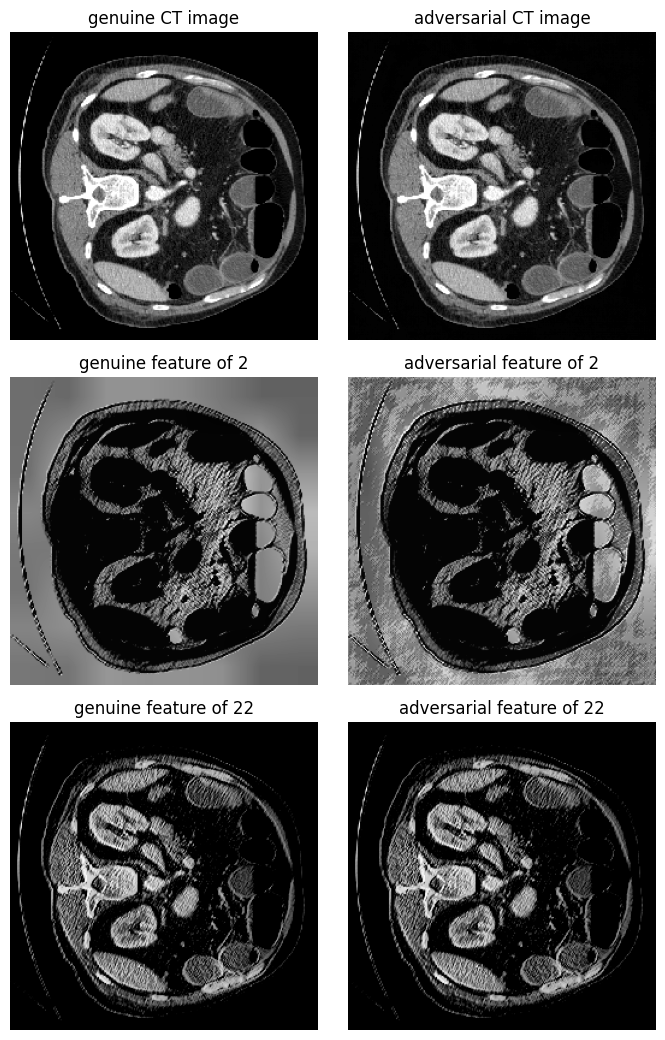 genuine CT image
adversarial CT image
genuine feature of 2
adversarial feature of 2
genuine feature of 22
adversarial feature of 22